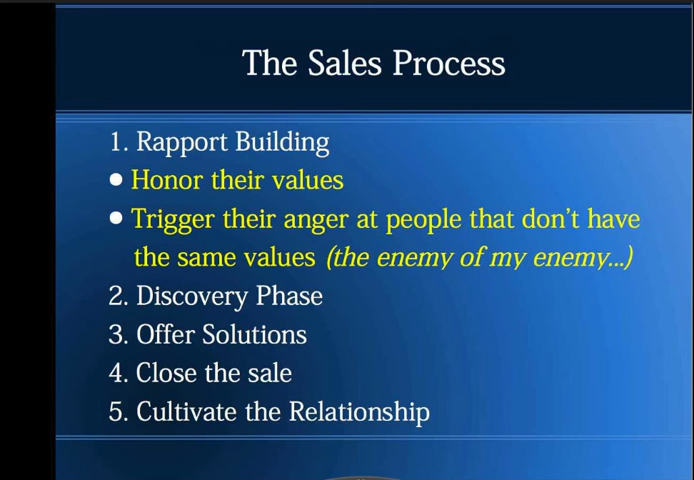 The Sales Process
1. Rapport Building
● Honor their values
● Trigger their anger at people that don't have
the same values (the enemy of my enemy...)
2. Discovery Phase
3. Offer Solutions
4. Close the sale
5. Cultivate the Relationship